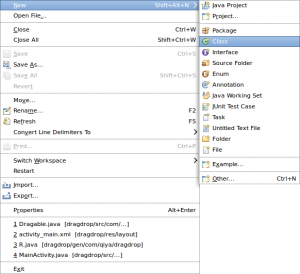 New Shift+Alt+N
Open File...
Close Ctrl+W
Close All Shift+Ctrl+W
Save Ctrl+S
Save As...
Save All Shift+Ctrl+S
Revert
Move...
Rename... F2
Refresh F5
Convert Line Delimiters To
Print... Ctrl+P
Switch Workspace
Restart
Import...
Export...
Properties Alt+Enter
1 Dragable.java [dragdrop/src/com/...]
2 activity_main.xml [dragdrop/res/layout]
3 R.java [dragdrop/gen/com/qiya/dragdrop]
4 MainActivity.java [dragdrop/src/...]
Exit
Java Project
Project...
Package
Class
Interface
Source Folder
Enum
Annotation
Java Working Set
JUnit Test Case
Task
Untitled Text File
Folder
File
Example...
Other... Ctrl+N